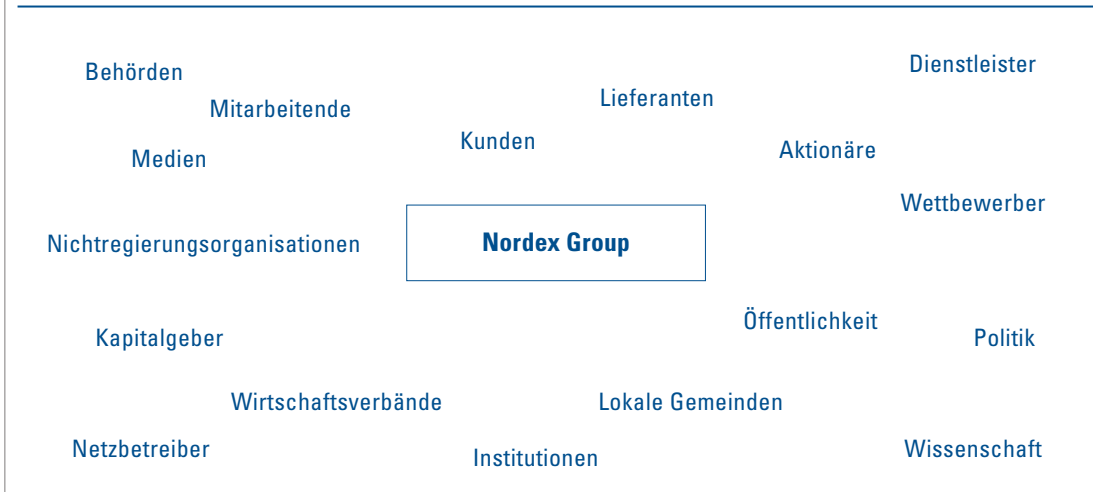 Behörden
Dienstleister
Mitarbeitende
Lieferanten
Kunden
Medien
Aktionäre
Wettbewerber
Nichtregierungsorganisationen
Nordex Group
Öffentlichkeit
Kapitalgeber
Politik
Wirtschaftsverbände
Lokale Gemeinden
Netzbetreiber
Institutionen
Wissenschaft